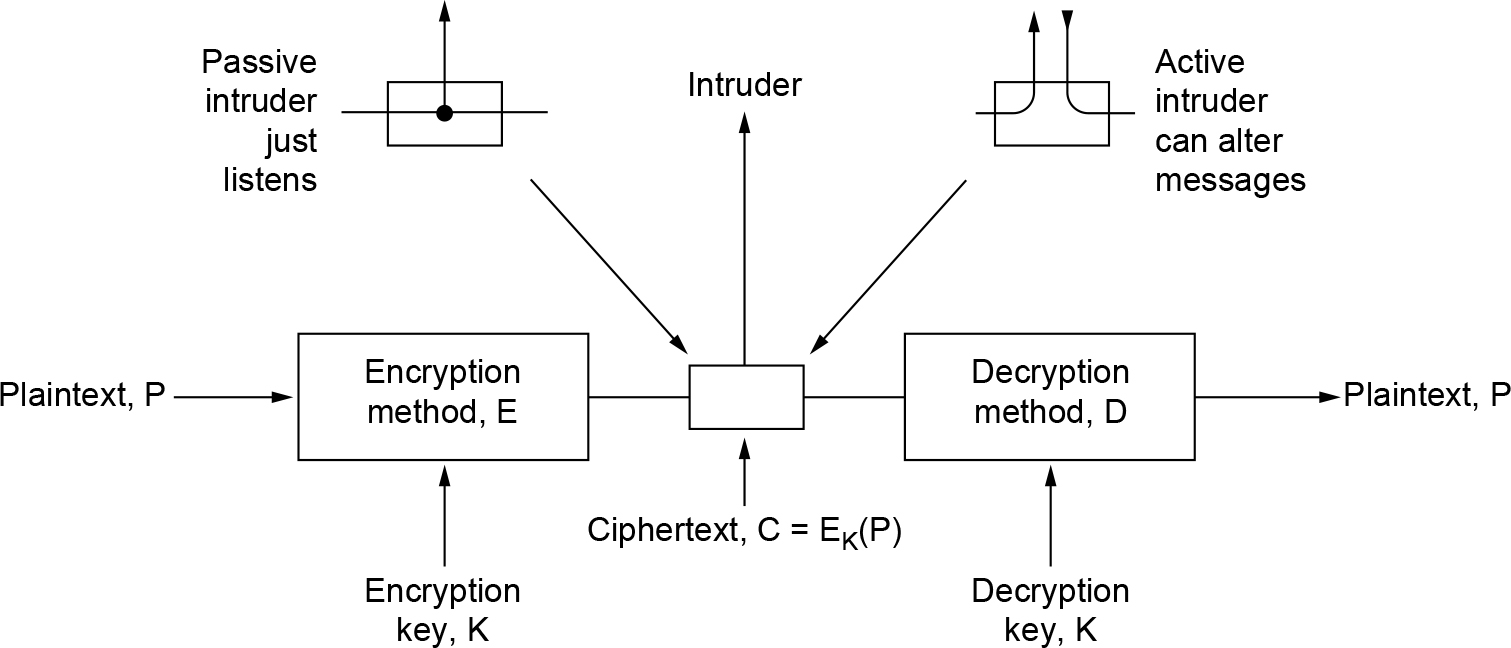 Passive
intruder
just
listens
Intruder
Active
intruder
can alter
messages
Plaintext, P
Encryption
method, E
Decryption
method, D
Plaintext, P
Ciphertext, C = E_K(P)
Encryption
key, K
Decryption
key, K